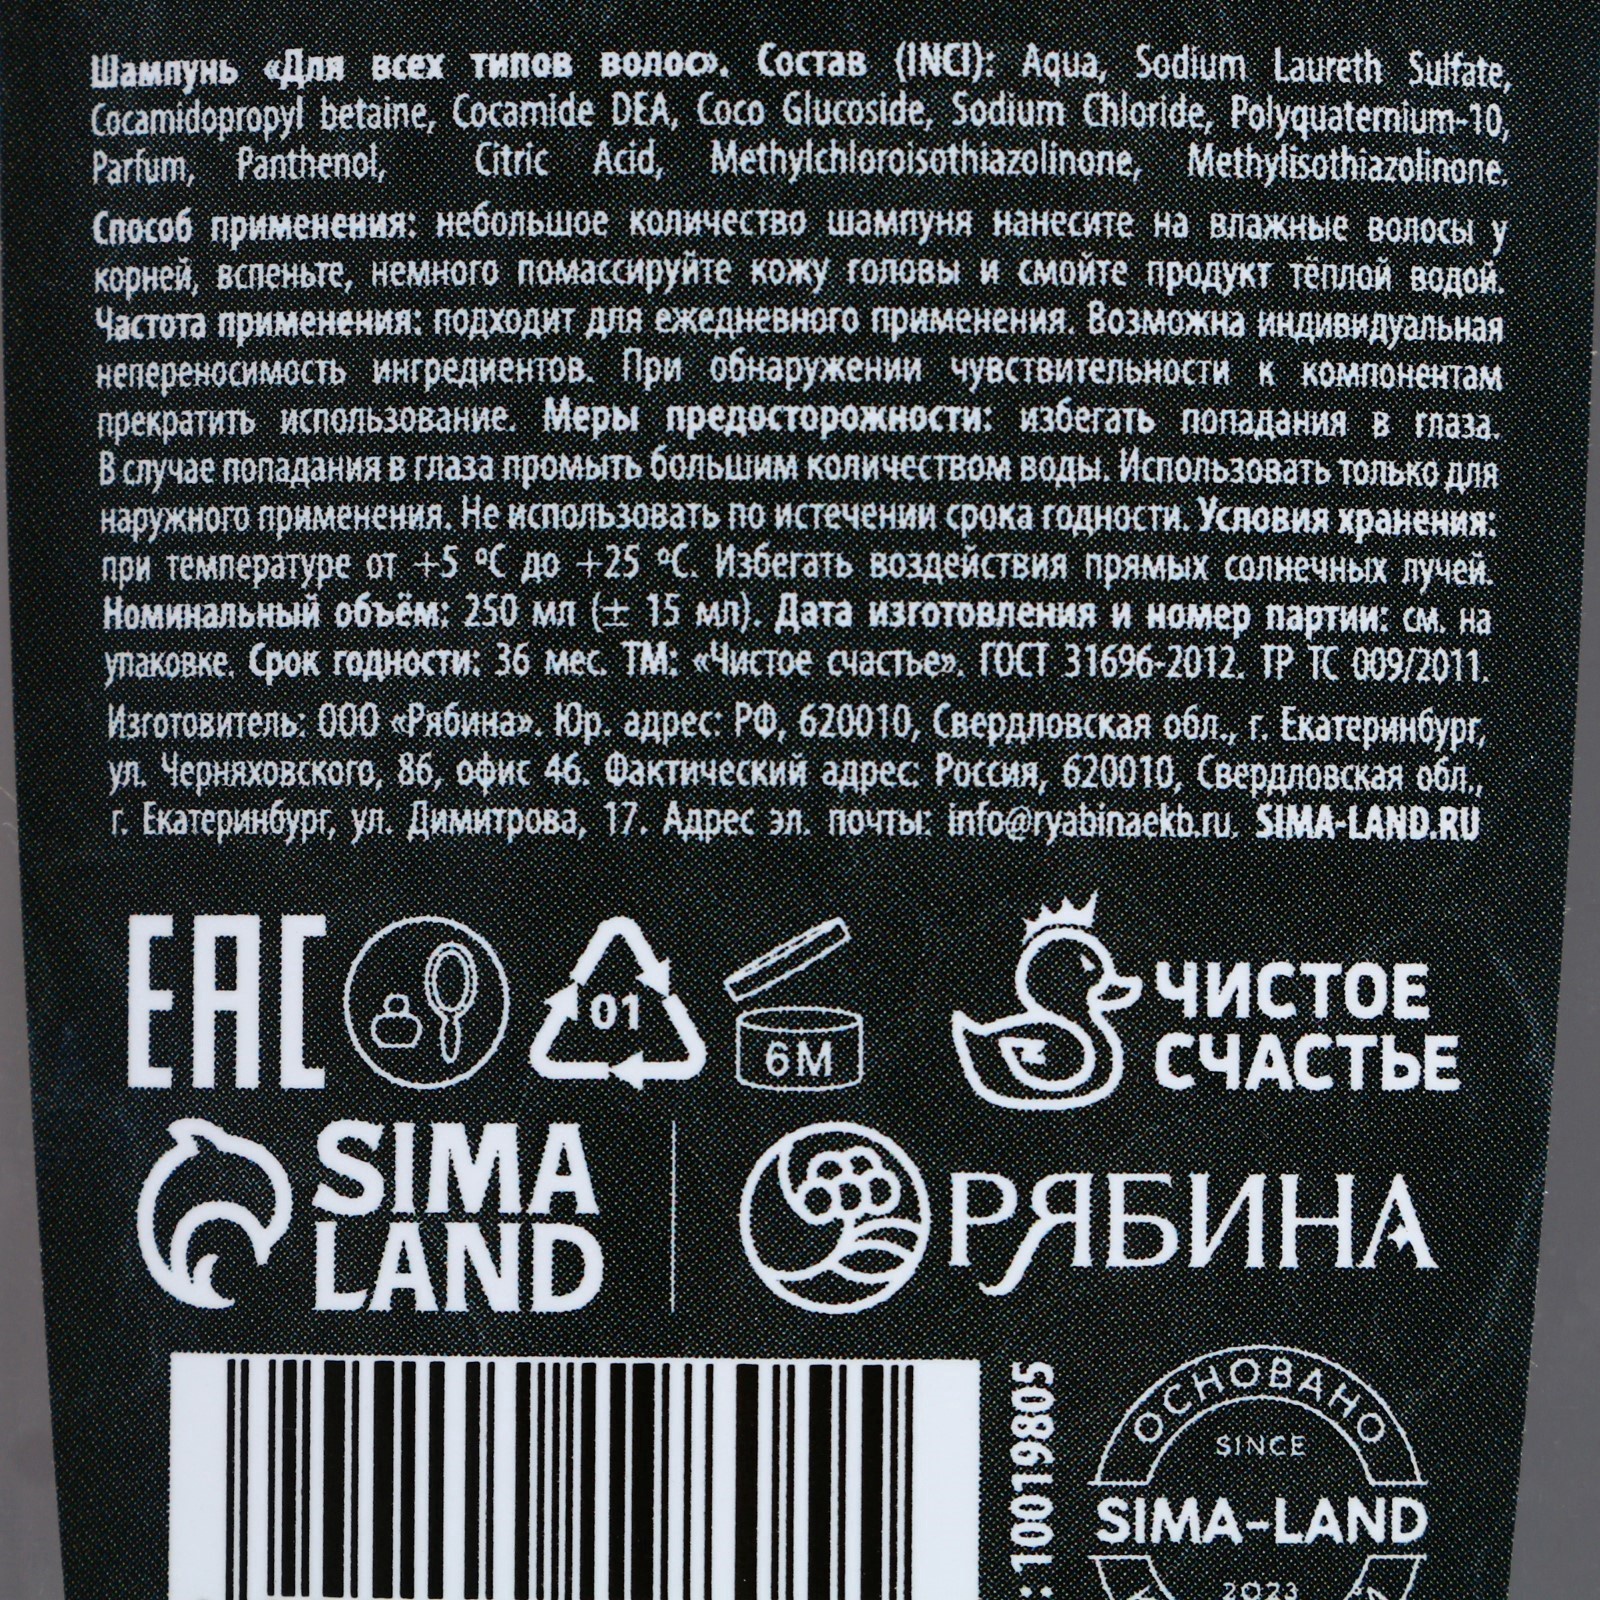 Шампунь «Для всех типов волос». Состав (INCI): Aqua, Sodium Laureth Sulfate,
Cocamidopropyl betaine, Cocamide DEA, Coco Glucoside, Sodium Chloride, Polyquaternium-10,
Parfum, Panthenol, Citric Acid, Methylchloroisothiazolinone, Methylisothiazolinone.
Способ применения: небольшое количество шампуня нанесите на влажные волосы у
корней, вспеньте, немного помассируйте кожу головы и смойте продукт тёплой водой.
Частота применения: подходит для ежедневного применения. Возможна индивидуальная
непереносимость ингредиентов. При обнаружении чувствительности к компонентам
прекратить использование. Меры предосторожности: избегать попадания в глаза.
В случае попадания в глаза промыть большим количеством воды. Использовать только для
наружного применения. Не использовать по истечении срока годности. Условия хранения:
при температуре от +5 °С до +25 °С. Избегать воздействия прямых солнечных лучей.
Номинальный объём: 250 мл (± 15 мл). Дата изготовления и номер партии: см. на
упаковке. Срок годности: 36 мес. ТМ: «Чистое счастье». ГОСТ 31696-2012. ТР ТС 009/2011.
Изготовитель: ООО «Рябина». Юр. адрес: РФ, 620010, Свердловская обл., г. Екатеринбург,
ул. Черняховского, 86, офис 46. Фактический адрес: Россия, 620010, Свердловская обл.,
г. Екатеринбург, ул. Димитрова, 17. Адрес эл. почты: info@ryabinaekb.ru. SIMA-LAND.RU
EAC
01
6M
ЧИСТОЕ
СЧАСТЬЕ
SIMA
LAND
РЯБИНА
: 10019805
ОСНОВАНО
SINCE
SIMA-LAND
2023